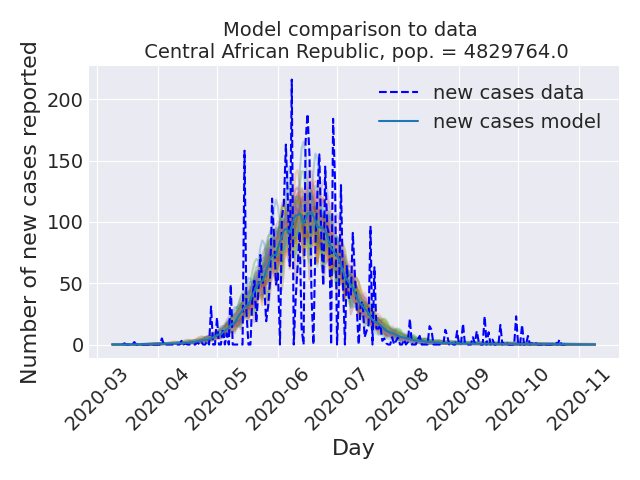 Model comparison to data
Central African Republic, pop. = 4829764.0
Number of new cases reported
200
150
100
50
0
new cases data
new cases model
2020-03
2020-04
2020-05
2020-06
2020-07
2020-08
2020-09
2020-10
2020-11
Day